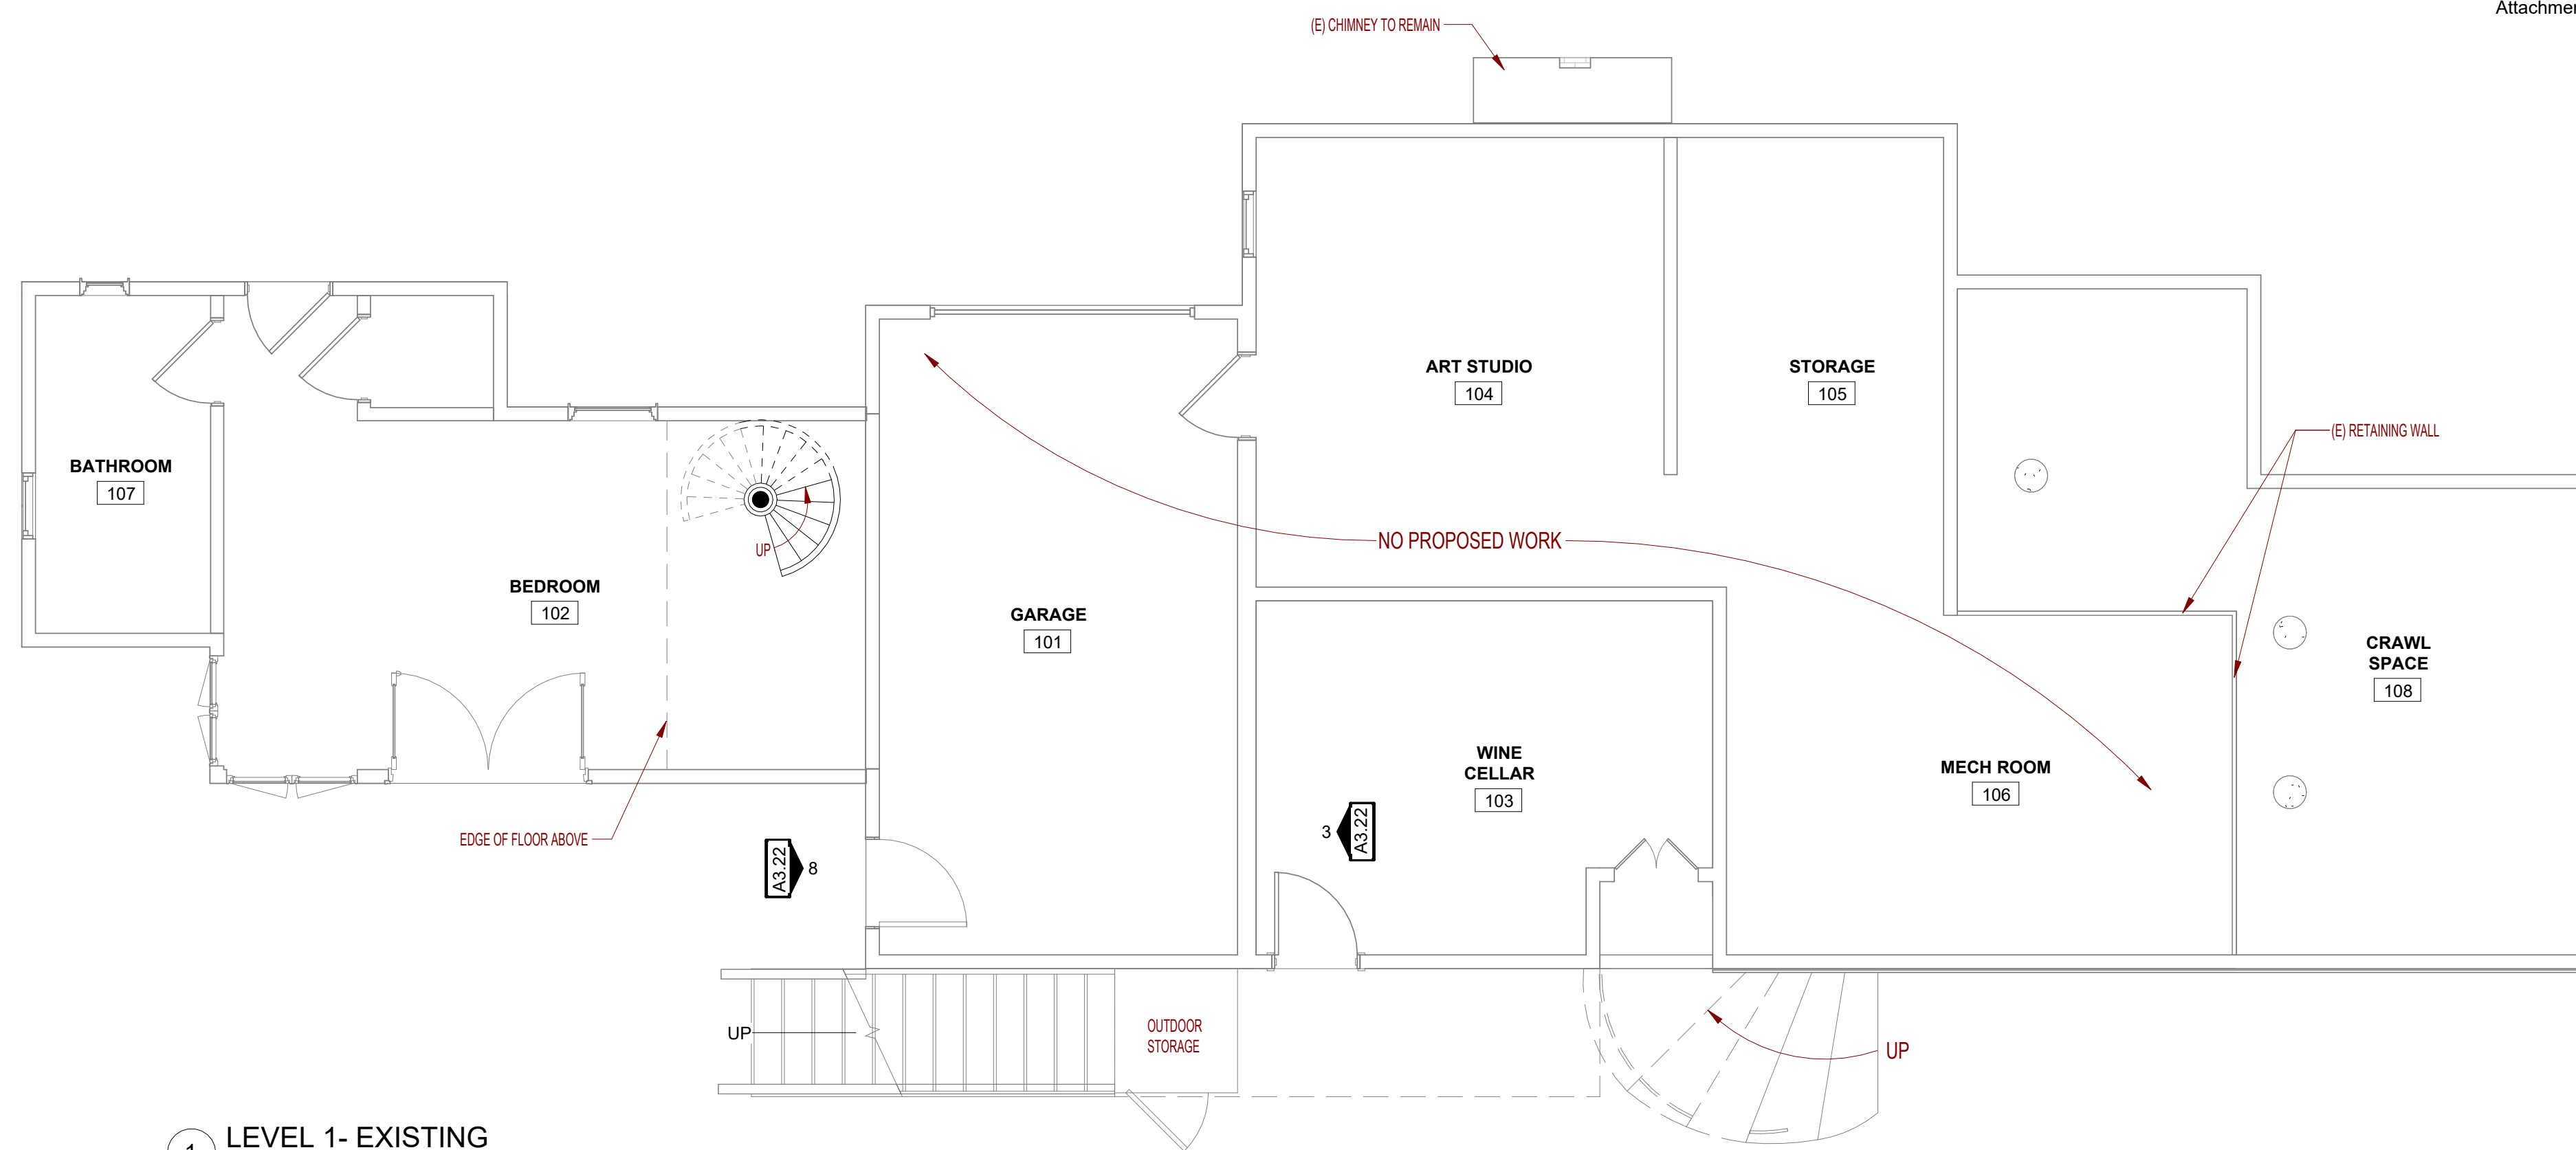 Attachmen
(E) CHIMNEY TO REMAIN
ART STUDIO
104
STORAGE
105
(E) RETAINING WALL
BATHROOM
107
UP
NO PROPOSED WORK
BEDROOM
102
GARAGE
101
CRAWL
SPACE
108
WINE
CELLAR
103
MECH ROOM
106
EDGE OF FLOOR ABOVE
A3.22
8
3
A3.22
UP
OUTDOOR
STORAGE
UP
1
LEVEL 1- EXISTING